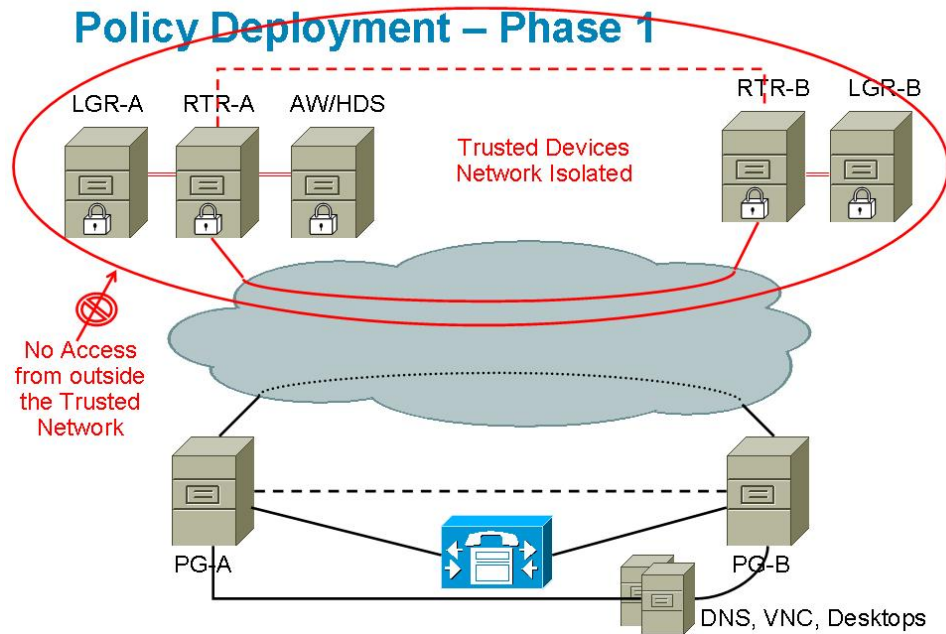 Policy Deployment – Phase 1
LGR-A
RTR-A
AW/HDS
RTR-B
LGR-B
Trusted Devices
Network Isolated
No Access
from outside
the Trusted
Network
PG-A
PG-B
DNS, VNC, Desktops